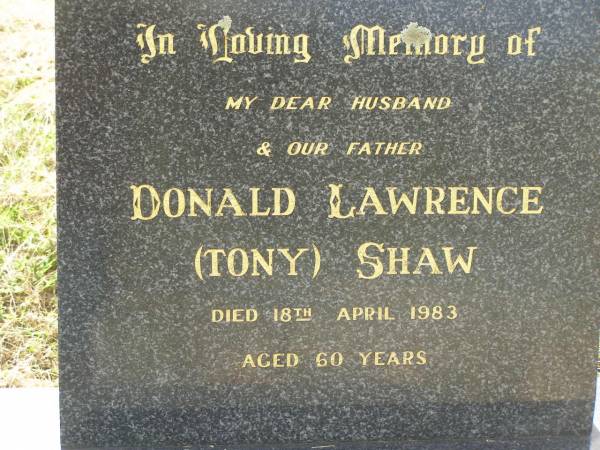 In Loving Memory of
MY DEAR HUSBAND
& OUR FATHER
DONALD LAWRENCE
(TONY) SHAW
DIED 18TH APRIL 1983
AGED 60 YEARS